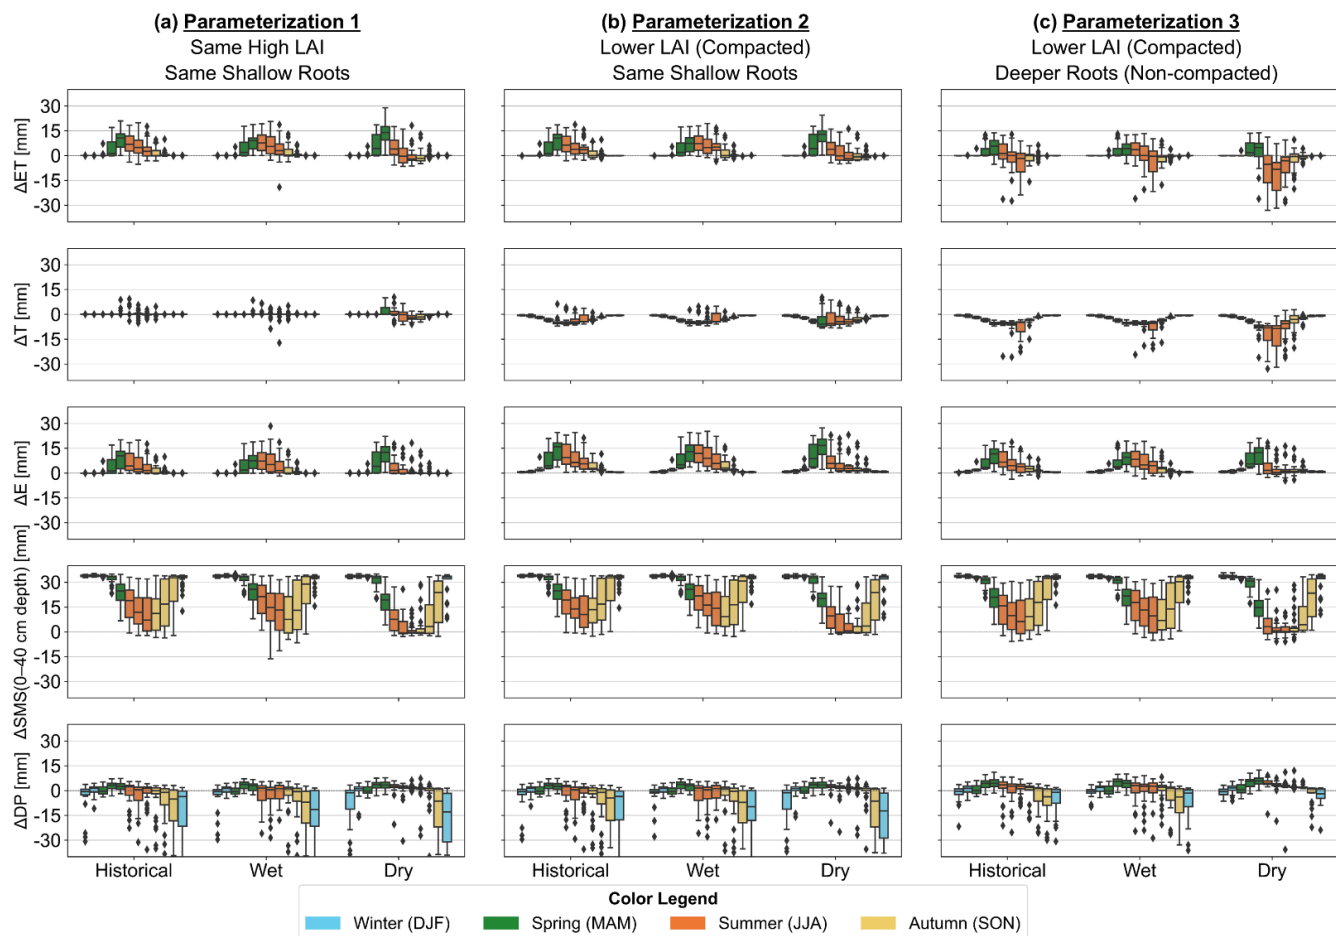 (a) Parameterization 1
Same High LAI
Same Shallow Roots
(b) Parameterization 2
Lower LAI (Compacted)
Same Shallow Roots
(c) Parameterization 3
Lower LAI (Compacted)
Deeper Roots (Non-compacted)
ΔET [mm]
30
15
0
-15
-30
ΔT [mm]
30
15
0
-15
-30
ΔE [mm]
30
15
0
-15
-30
ΔSMS(0–40 cm depth) [mm]
30
15
0
-15
-30
ΔDP [mm]
30
15
0
-15
-30
Historical Wet Dry
Historical Wet Dry
Historical Wet Dry
Color Legend
Winter (DJF) Spring (MAM) Summer (JJA) Autumn (SON)